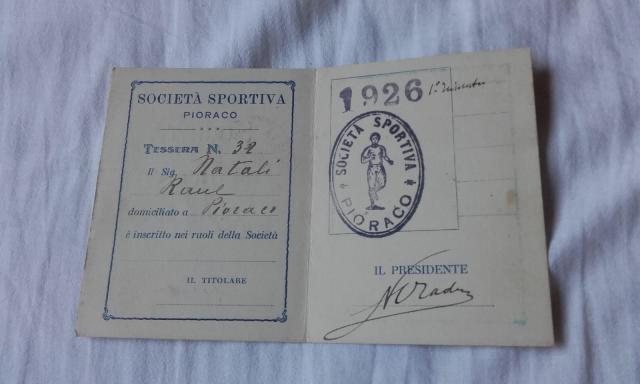 SOCIETÀ SPORTIVA
PIORACO
TESSERA N. 32
Il Sig. Natali
Raul
domiciliato a Pioraco
è inscritto nei ruoli della Società
IL TITOLARE
1926
SOCIETÀ SPORTIVA
PIORACO
IL PRESIDENTE